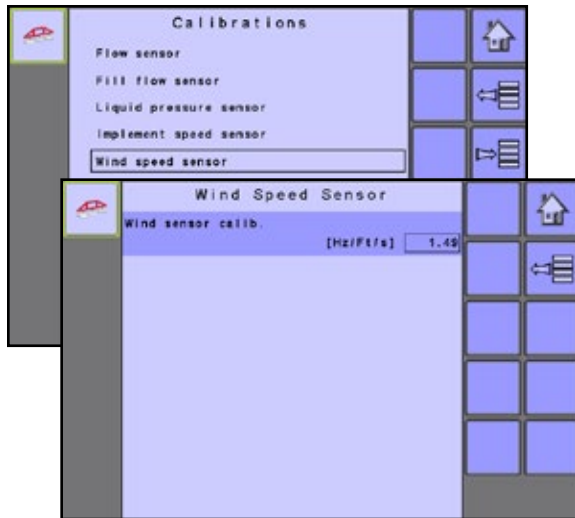 Calibrations
Flow sensor
Fill flow sensor
Liquid pressure sensor
Implement speed sensor
Wind speed sensor
Wind Speed Sensor
Wind sensor calib.
[Hz/Ft/s] 1.49